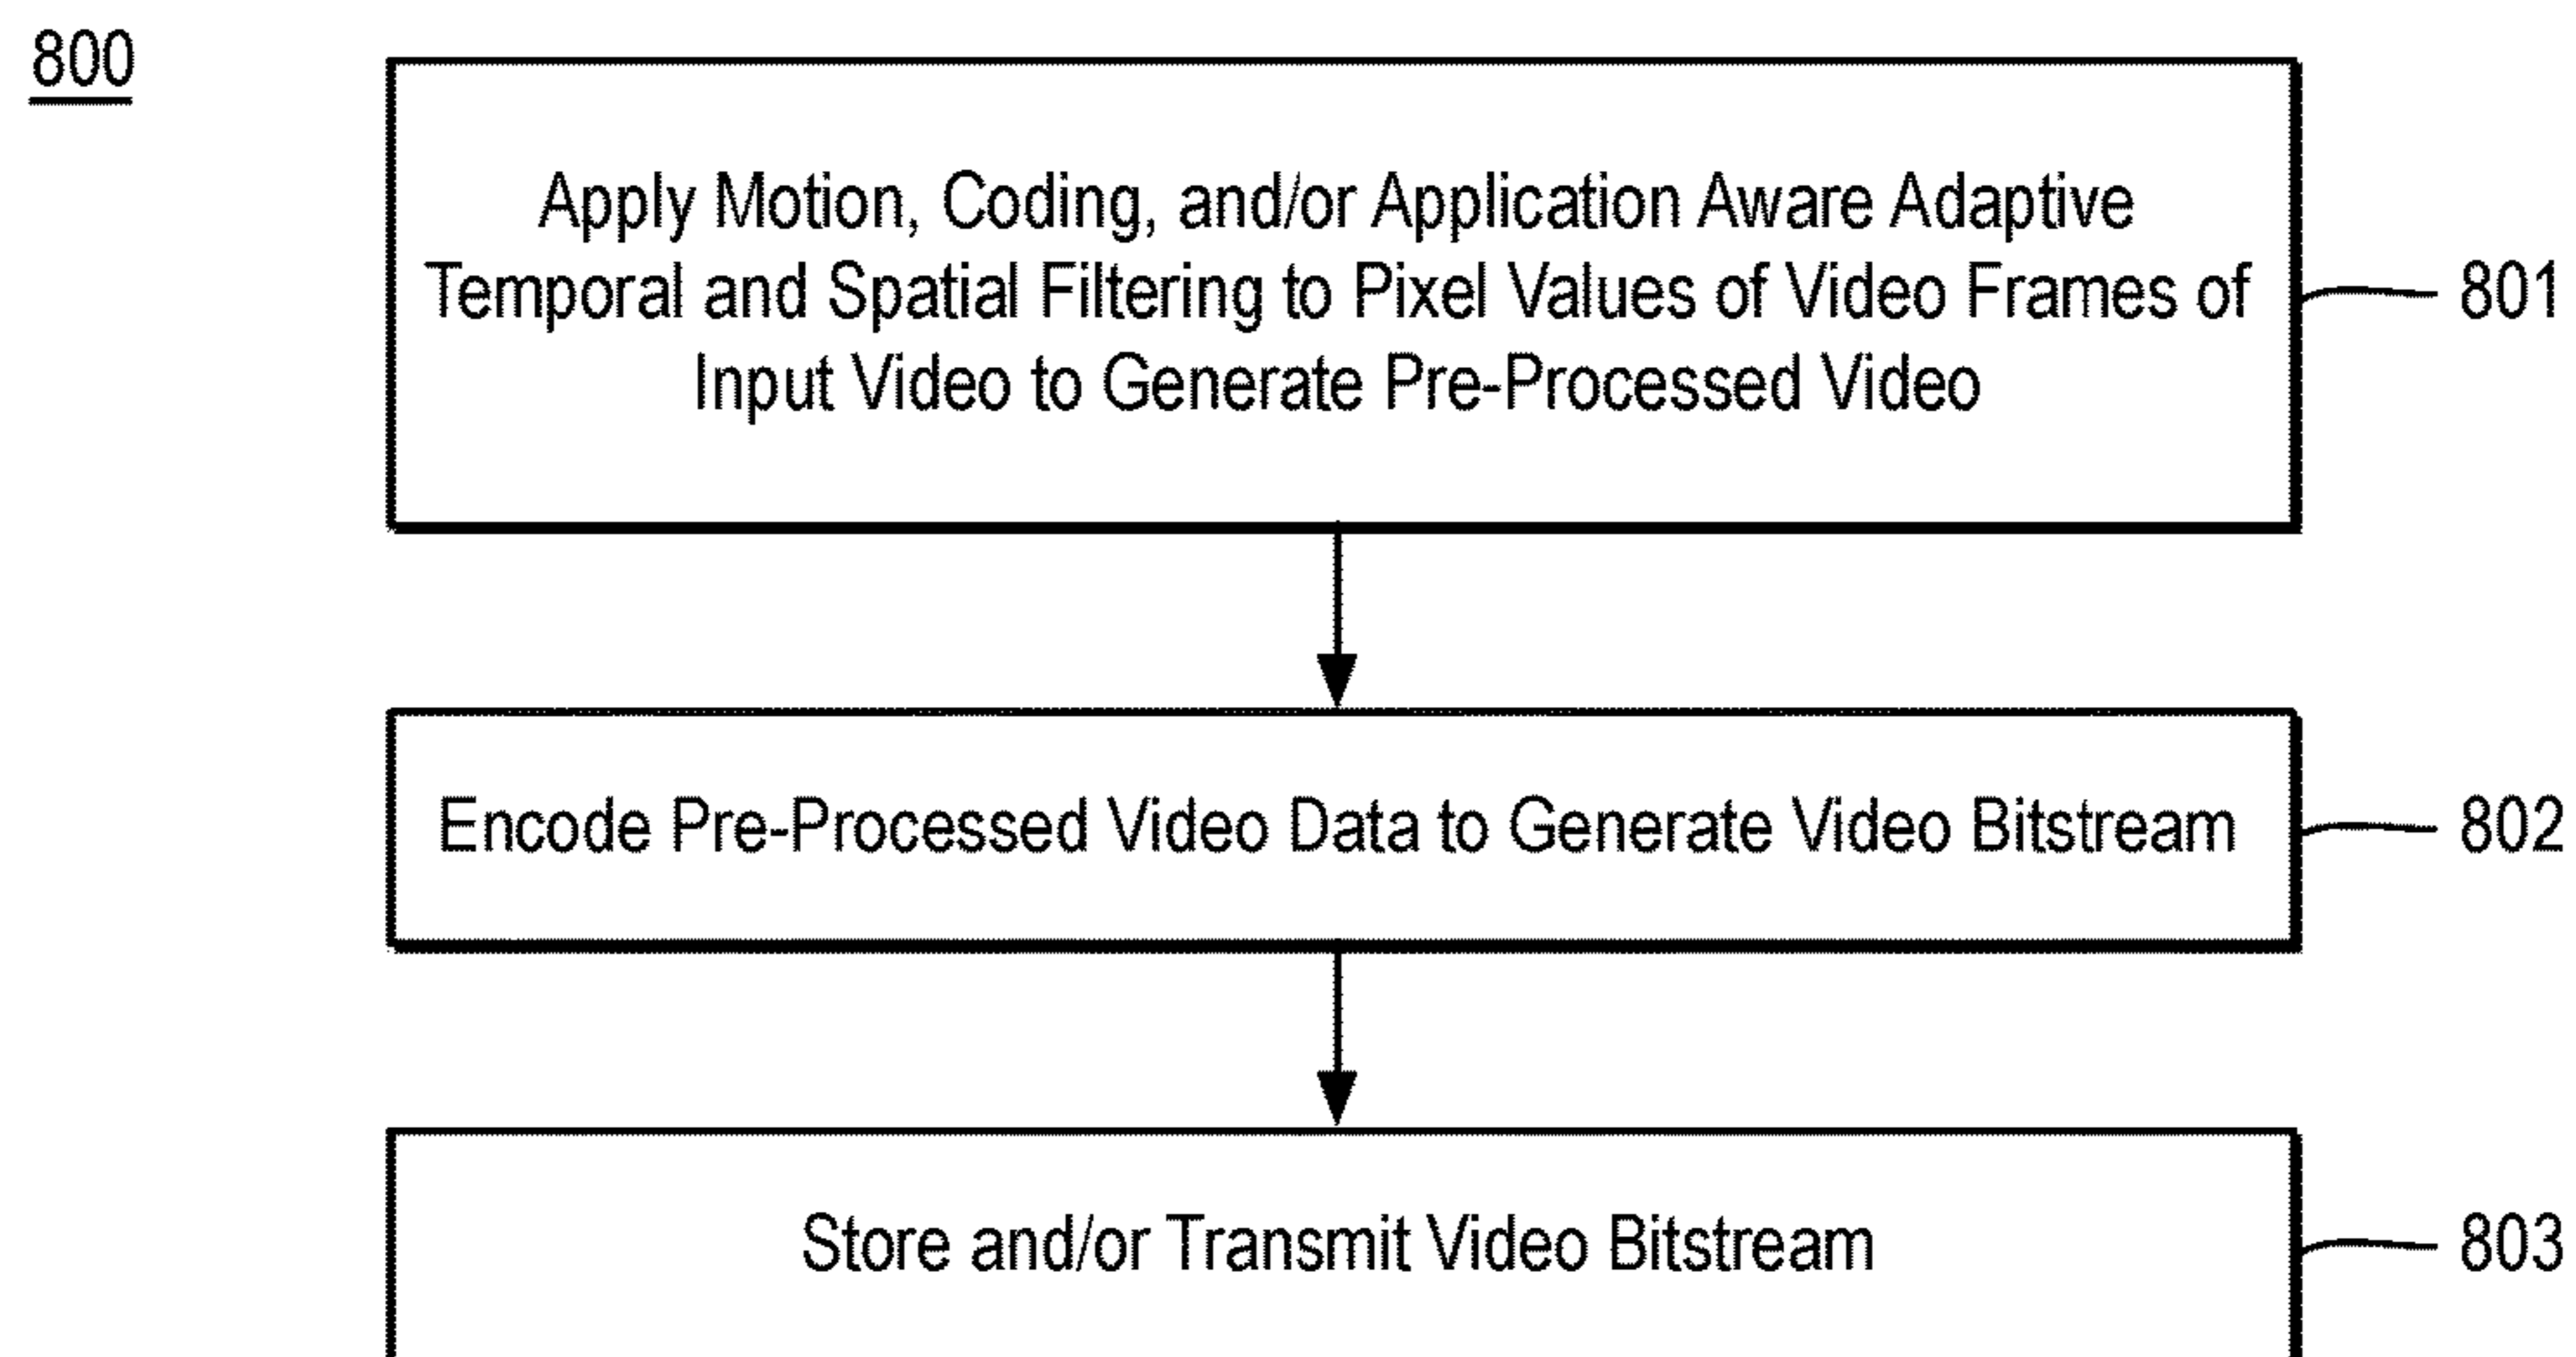 800
Apply Motion, Coding, and/or Application Aware Adaptive
Temporal and Spatial Filtering to Pixel Values of Video Frames of
Input Video to Generate Pre-Processed Video
801
Encode Pre-Processed Video Data to Generate Video Bitstream
802
Store and/or Transmit Video Bitstream
803